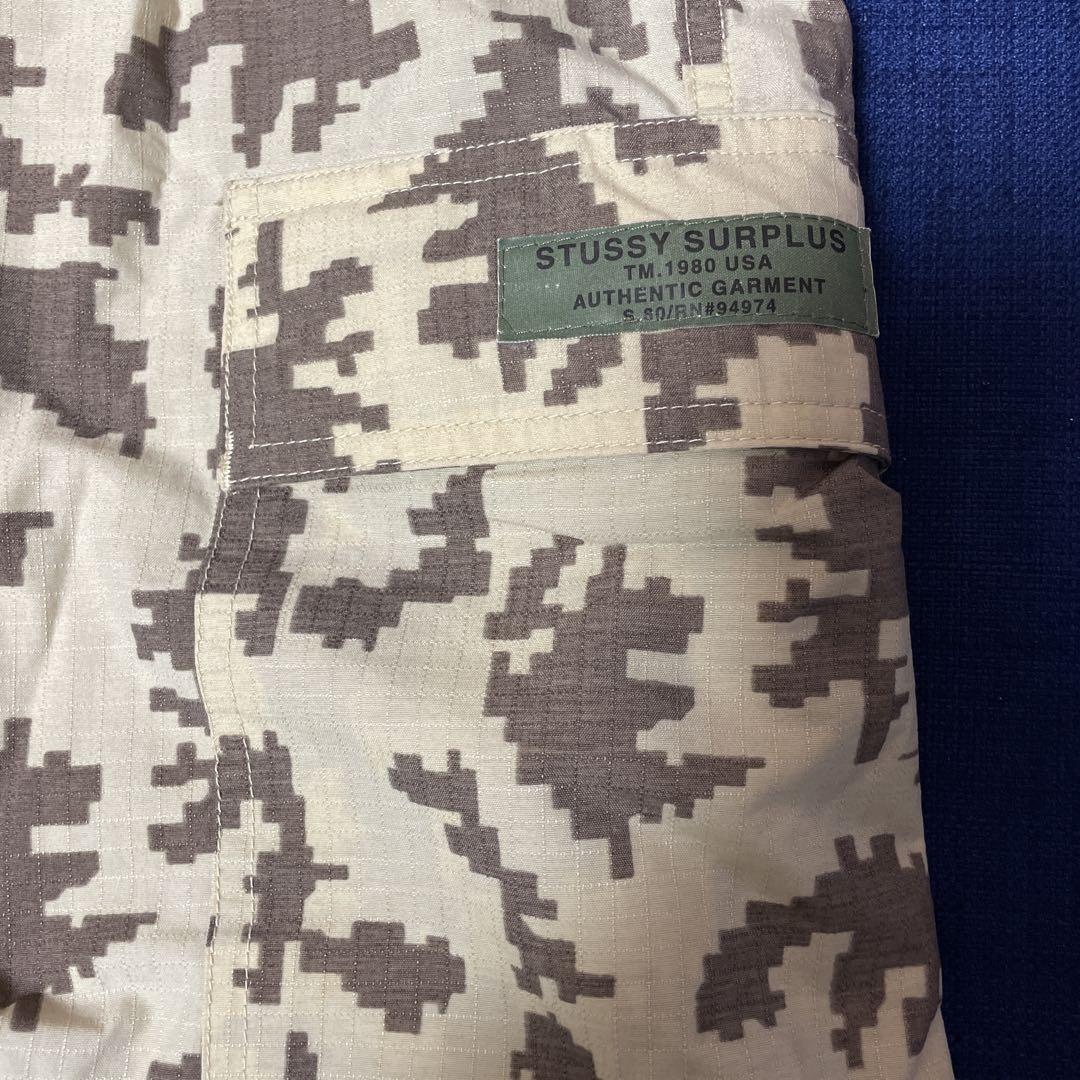 STUSSY SURPLUS
TM.1980 USA
AUTHENTIC GARMENT
S.80/RN#94974